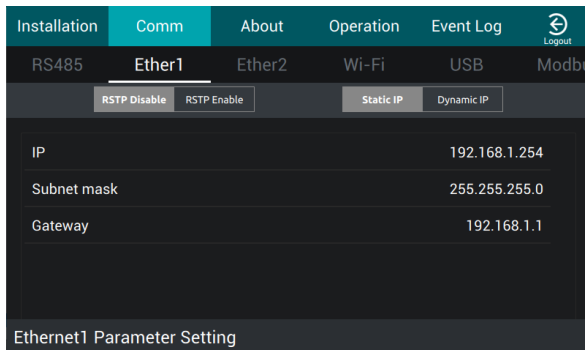 Installation Comm About Operation Event Log Logout
RS485 Ether1 Ether2 Wi-Fi USB Modbu
RSTP Disable RSTP Enable Static IP Dynamic IP
IP 192.168.1.254
Subnet mask 255.255.255.0
Gateway 192.168.1.1
Ethernet1 Parameter Setting